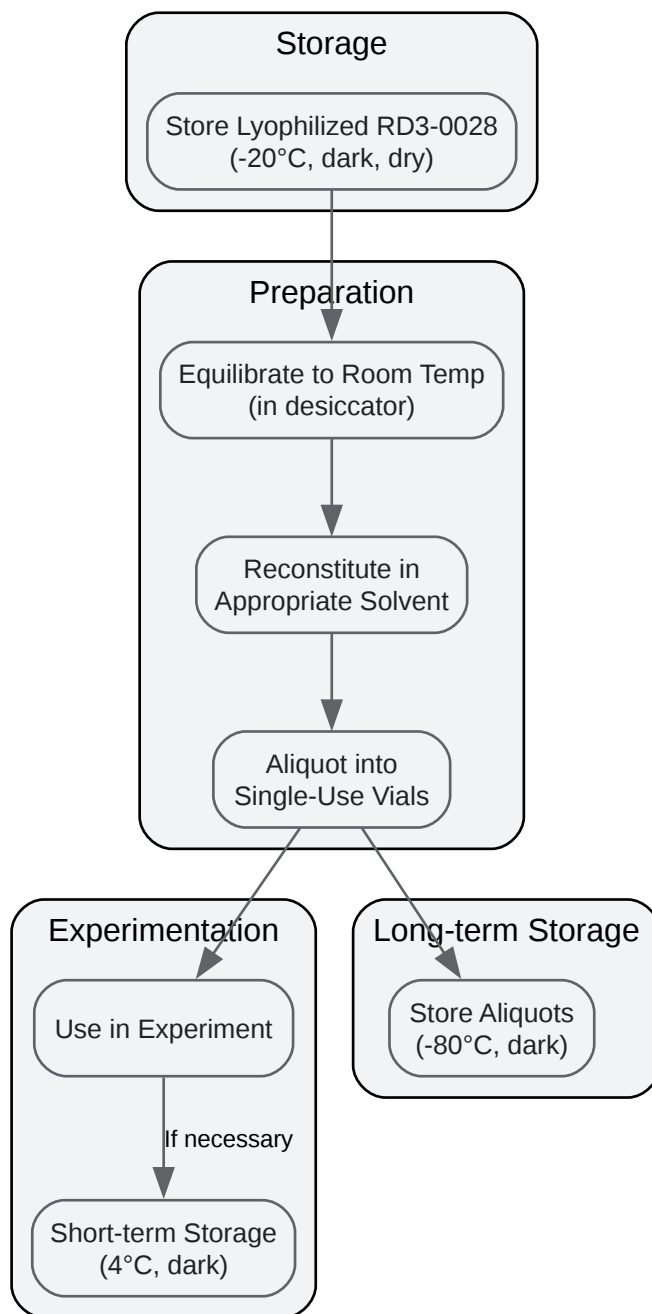 Storage
Store Lyophilized RD3-0028
(-20°C, dark, dry)
Preparation
Equilibrate to Room Temp
(in desiccator)
Reconstitute in
Appropriate Solvent
Aliquot into
Single-Use Vials
Experimentation
Use in Experiment
If necessary
Short-term Storage
(4°C, dark)
Long-term Storage
Store Aliquots
(-80°C, dark)